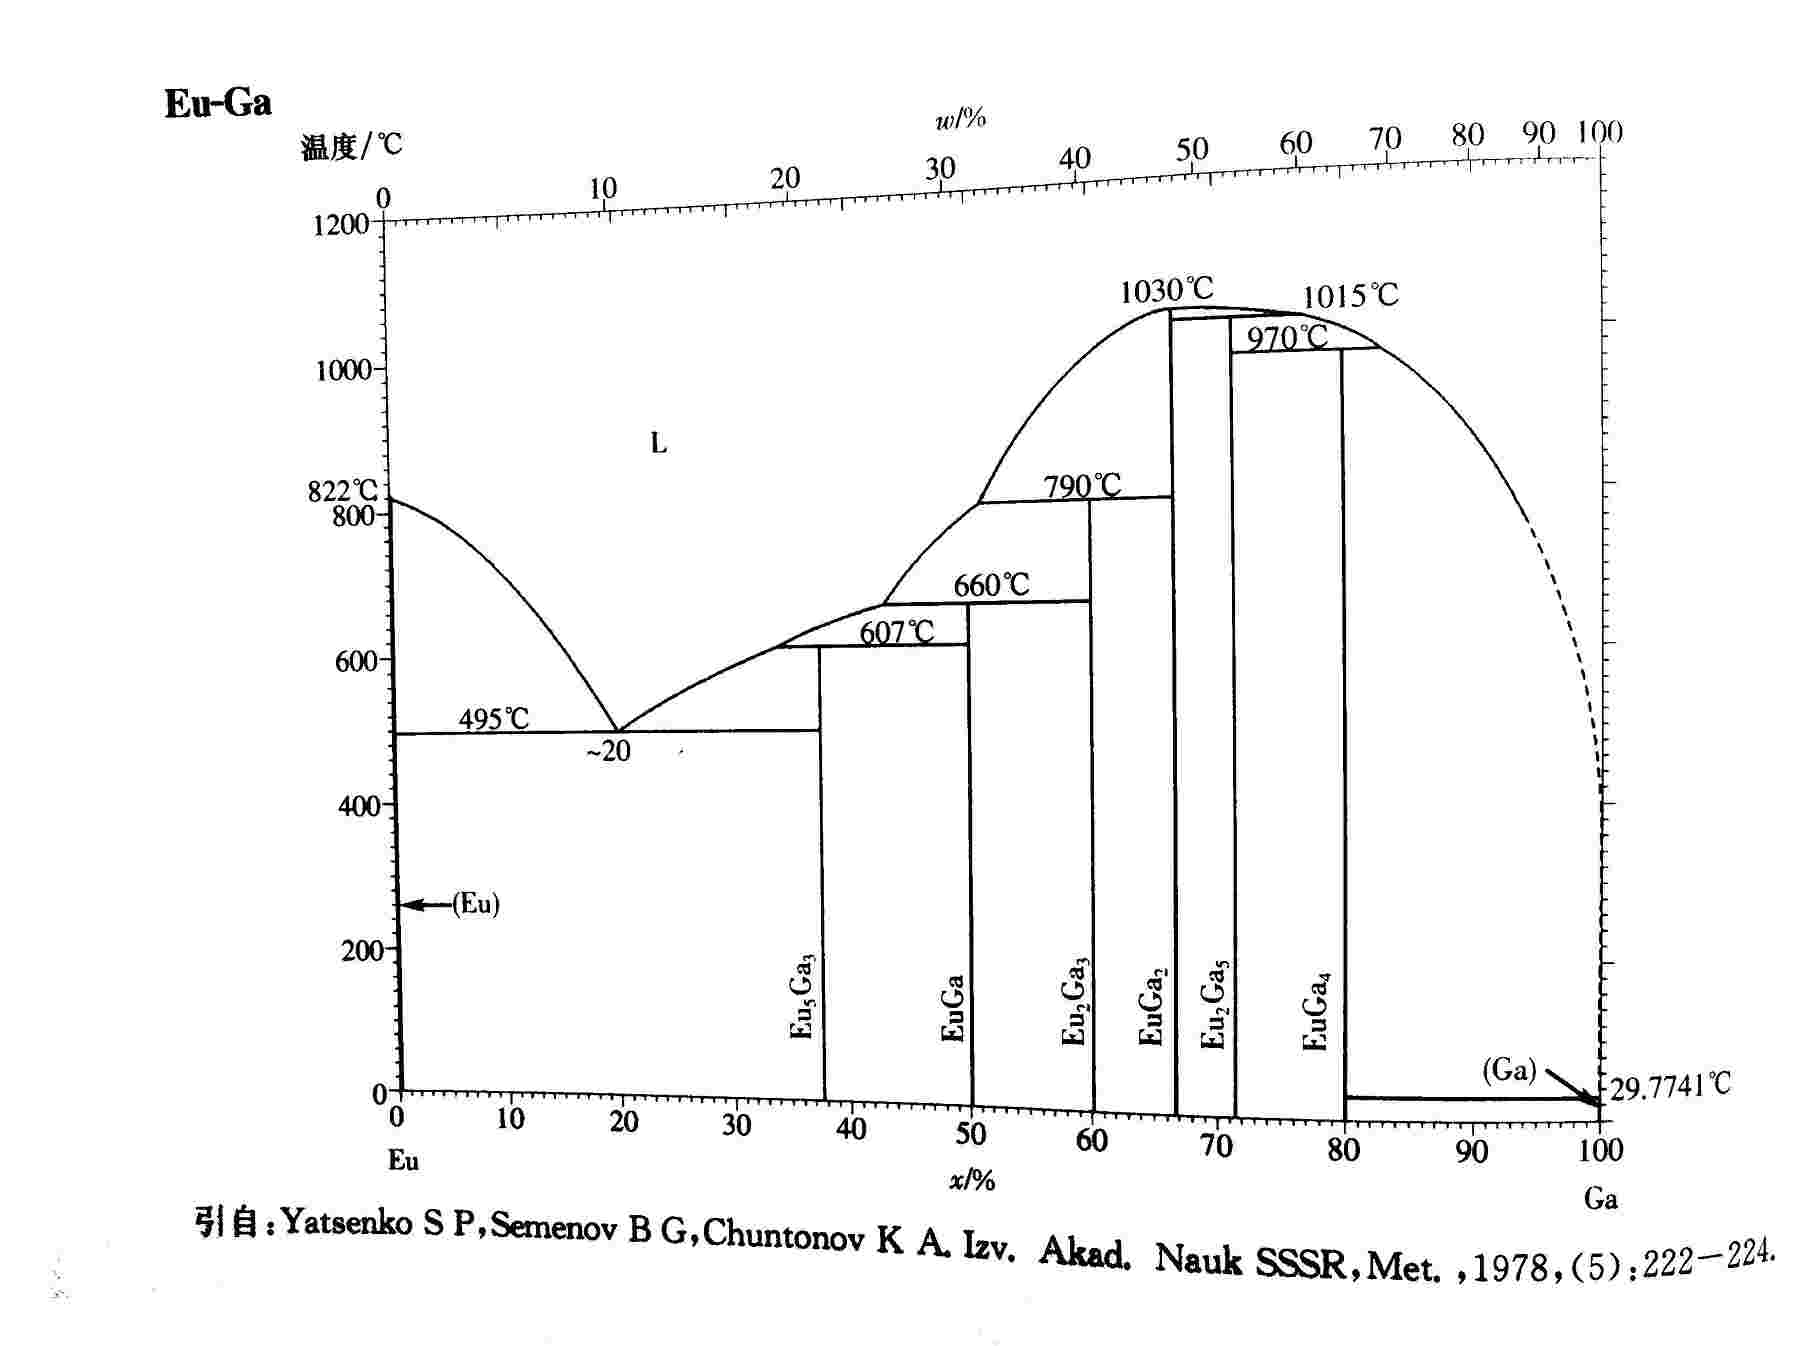 Eu-Ga
温度/℃
w/%
0 10 20 30 40 50 60 70 80 90 100
1200
1030℃
1015℃
970℃
1000
L
822℃
790℃
800
660℃
607℃
600
495℃
~20
400
(Eu)
200
Eu₅Ga₃
EuGa
Eu₂Ga₃
EuGa₂
Eu₂Ga₅
EuGa₄
(Ga)
29.7741℃
0
0 10 20 30 40 50 60 70 80 90 100
Eu
x/%
Ga
引自:Yatsenko S P,Semenov B G,Chuntonov K A. Izv. Akad. Nauk SSSR,Met.,1978,(5):222-224.